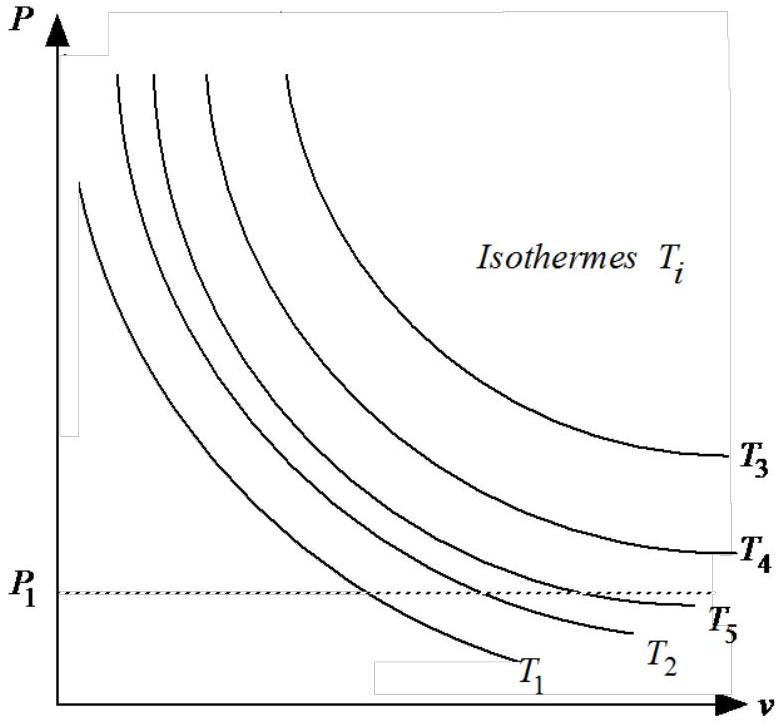 P
Isothermes T_i
T_3
T_4
P_1
T_5
T_2
T_1
v